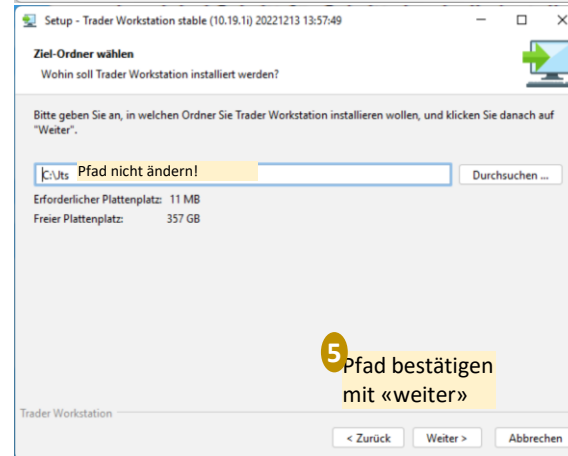 Setup - Trader Workstation stable (10.19.1i) 20221213 13:57:49
Ziel-Ordner wählen
Wohin soll Trader Workstation installiert werden?
Bitte geben Sie an, in welchen Ordner Sie Trader Workstation installieren wollen, und klicken Sie danach auf
"Weiter".
C:\Jts Pfad nicht ändern! Durchsuchen ...
Erforderlicher Plattenplatz: 11 MB
Freier Plattenplatz: 357 GB
5 Pfad bestätigen
mit «weiter»
Trader Workstation
< Zurück Weiter > Abbrechen